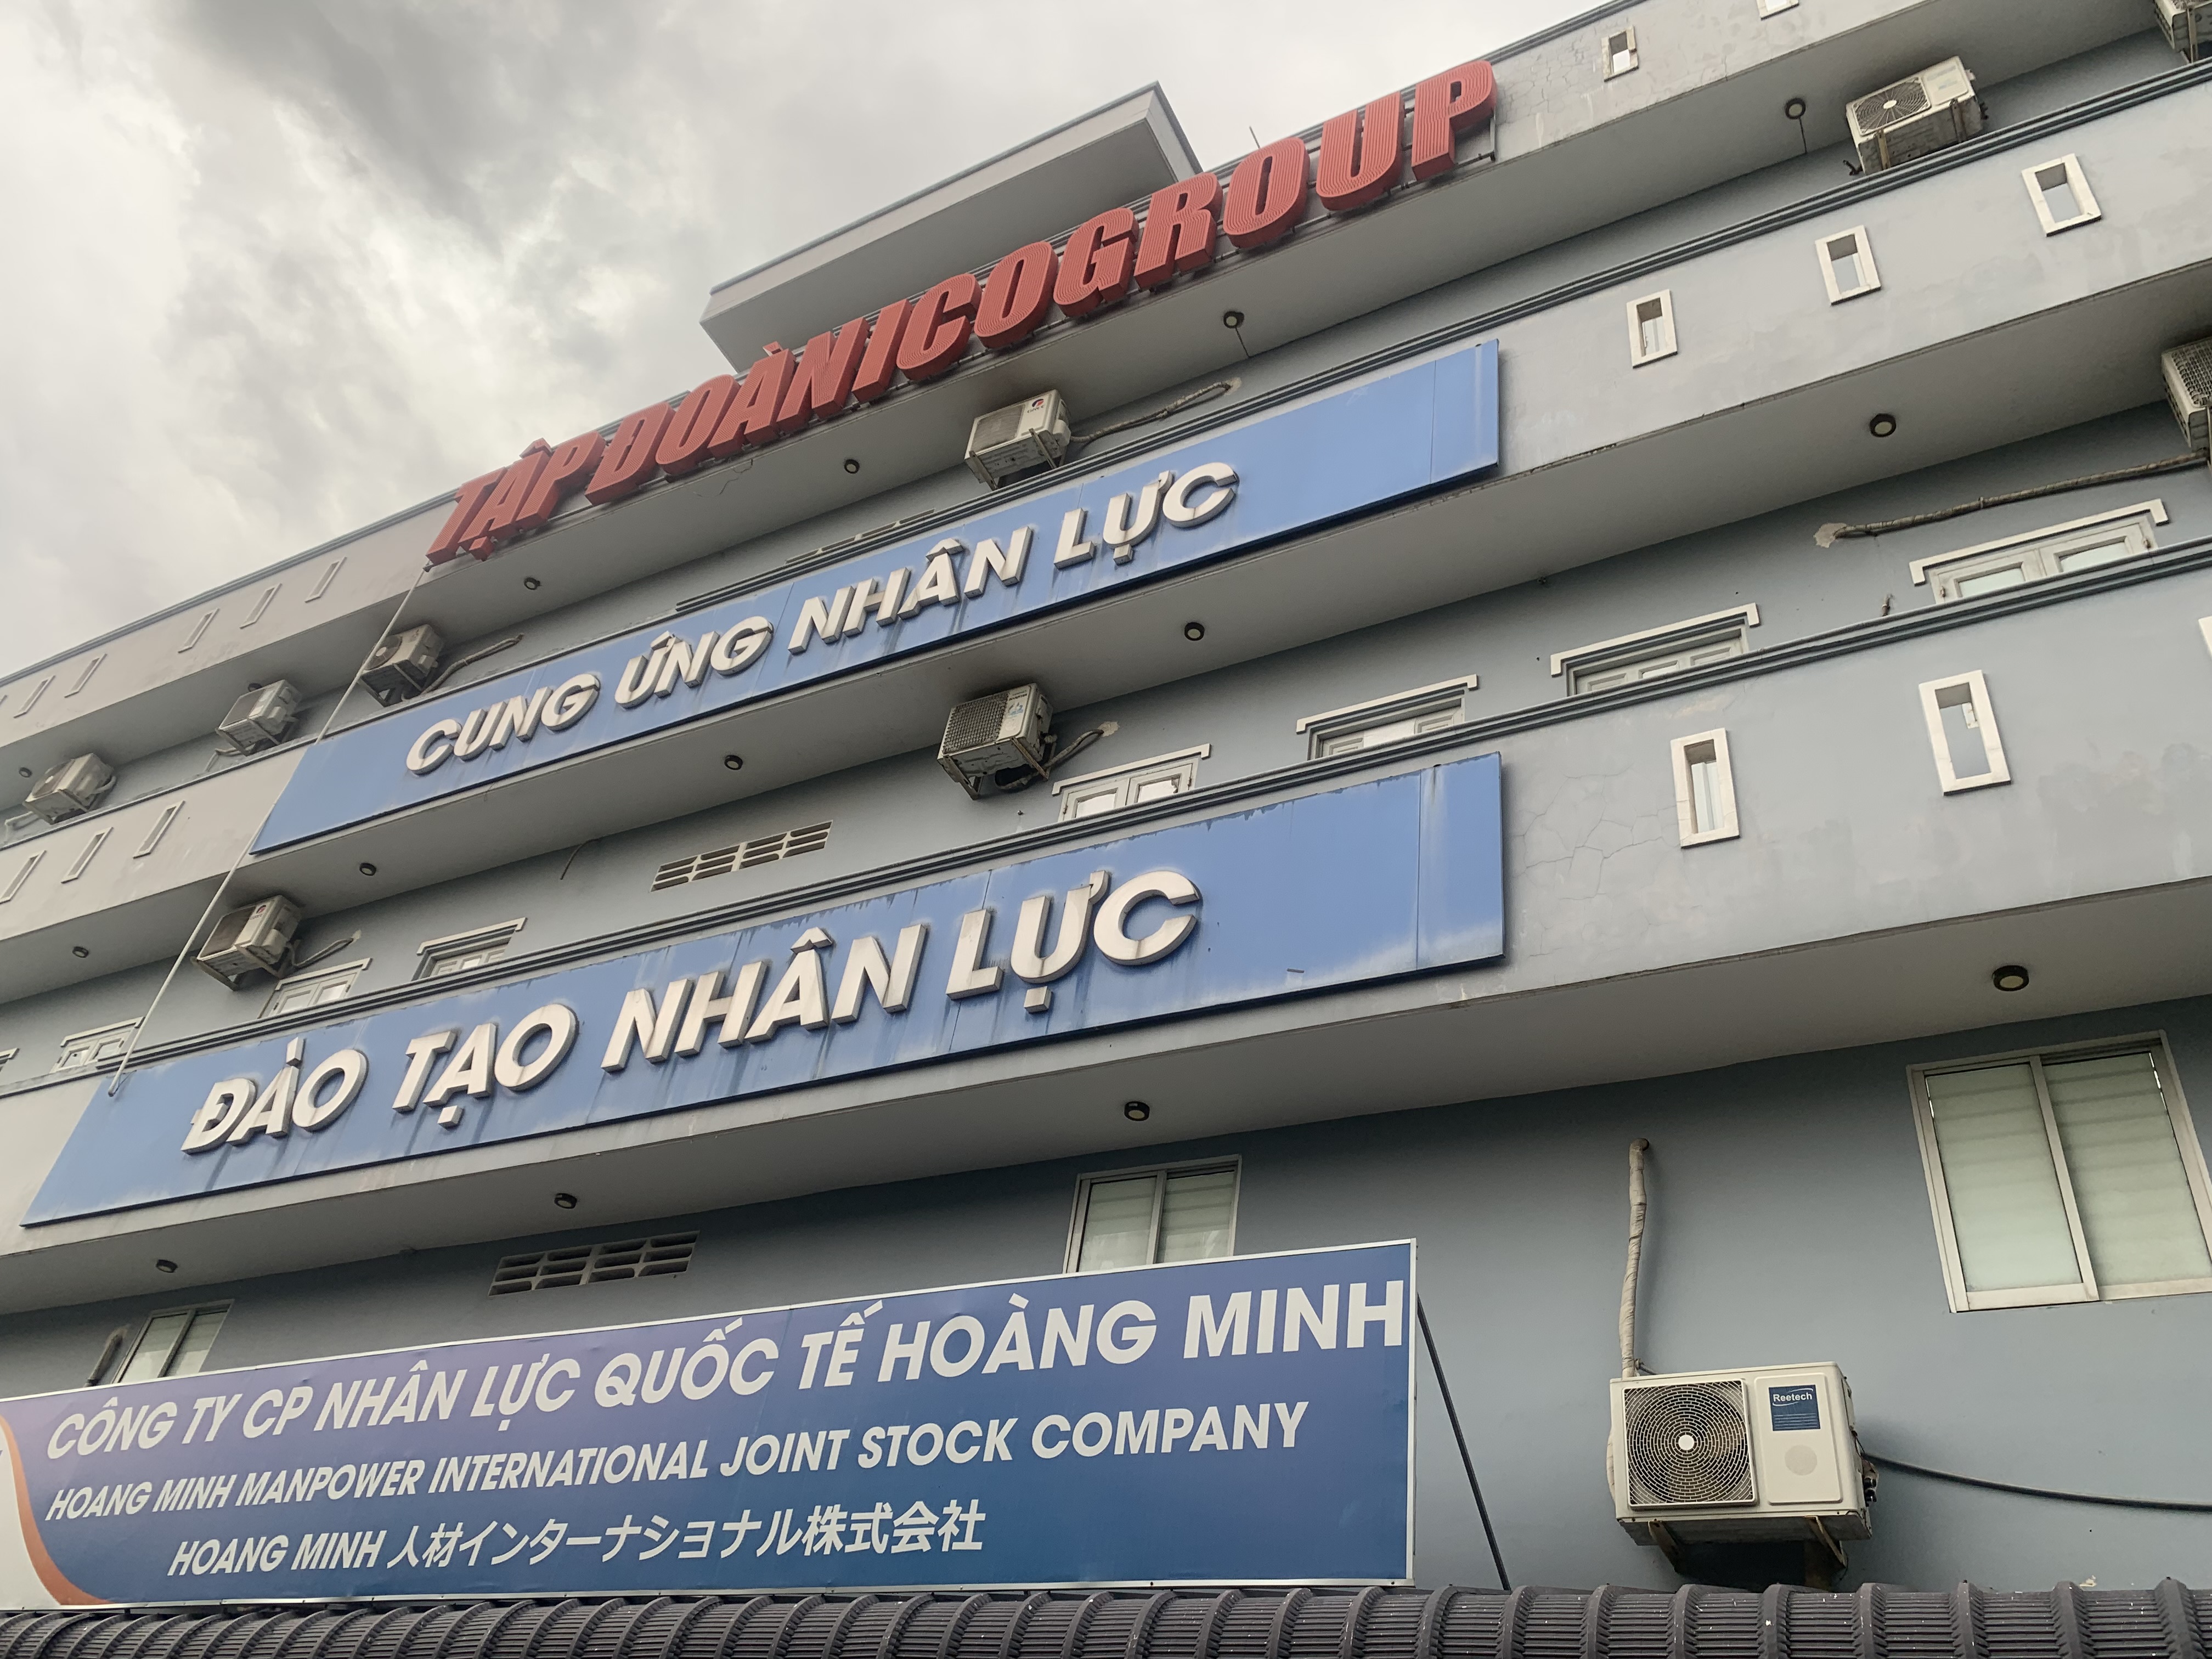 TẬP ĐOÀN ICOGROUP
CUNG ỨNG NHÂN LỰC
ĐÀO TẠO NHÂN LỰC
CÔNG TY CP NHÂN LỰC QUỐC TẾ HOÀNG MINH
HOANG MINH MANPOWER INTERNATIONAL JOINT STOCK COMPANY
HOANG MINH 人材インターナショナル株式会社
Reetech